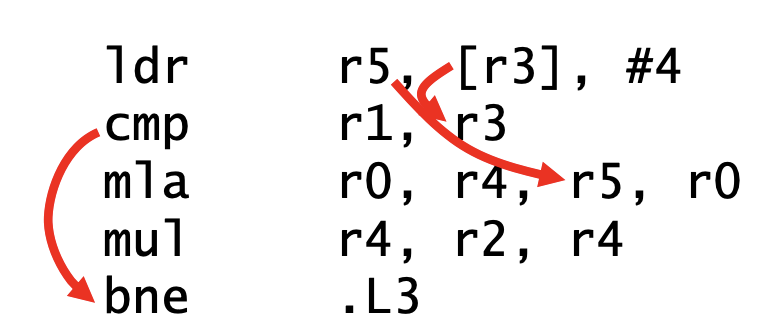 ldr r5, [r3], #4
cmp r1, r3
mla r0, r4, r5, r0
mul r4, r2, r4
bne .L3